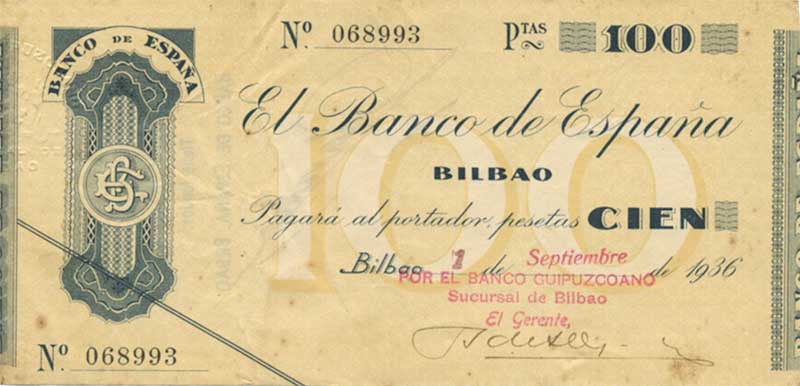 Nº 068993 PTAS 100
BANCO DE ESPAÑA
El Banco de España
BILBAO
100
Pagará al portador, pesetas CIEN
Bilbao 1 de Septiembre de 1936
POR EL BANCO GUIPUZCOANO
Sucursal de Bilbao
El Gerente,
Nº 068993